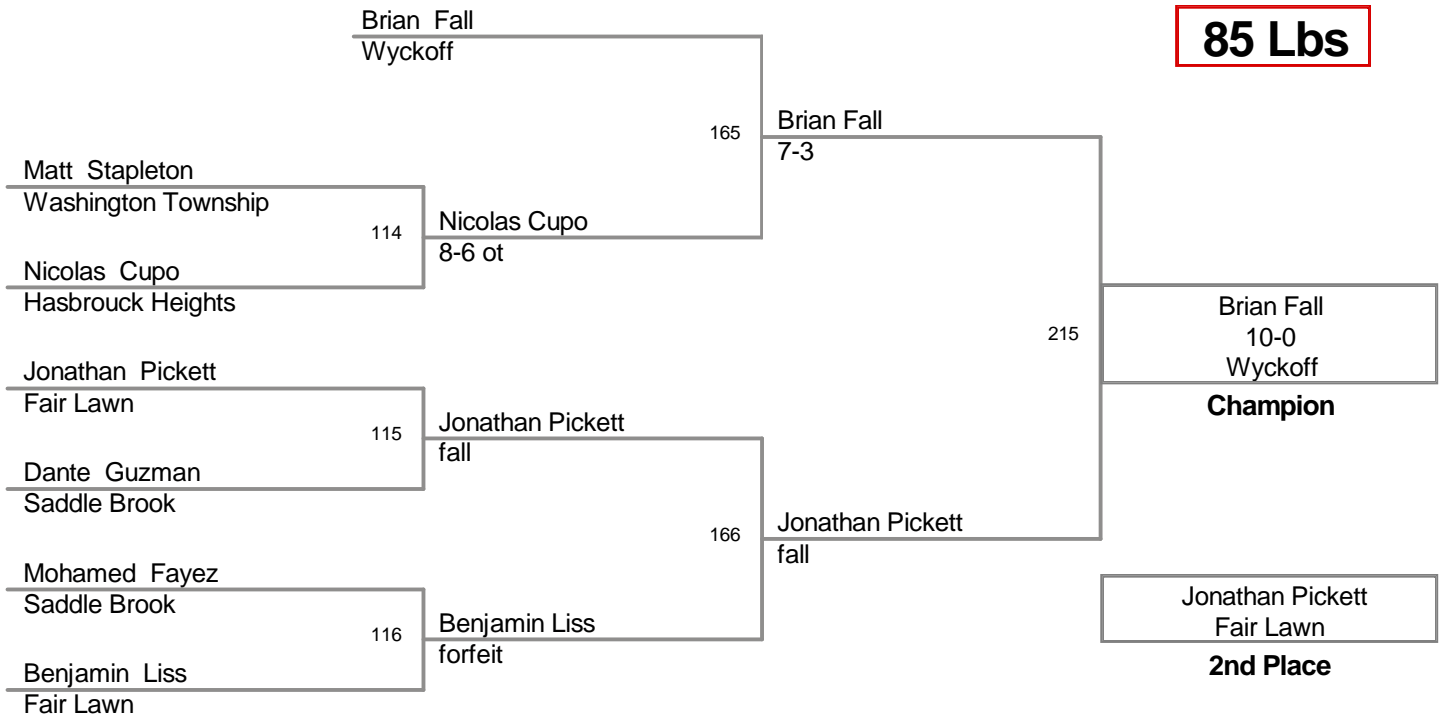 Brian Fall
Wyckoff
85 Lbs
165
Brian Fall
7-3
Matt Stapleton
Washington Township
114
Nicolas Cupo
8-6 ot
Nicolas Cupo
Hasbrouck Heights
215
Brian Fall
10-0
Wyckoff
Champion
Jonathan Pickett
Fair Lawn
115
Jonathan Pickett
fall
Dante Guzman
Saddle Brook
166
Jonathan Pickett
fall
Mohamed Fayez
Saddle Brook
116
Benjamin Liss
forfeit
Benjamin Liss
Fair Lawn
Jonathan Pickett
Fair Lawn
2nd Place